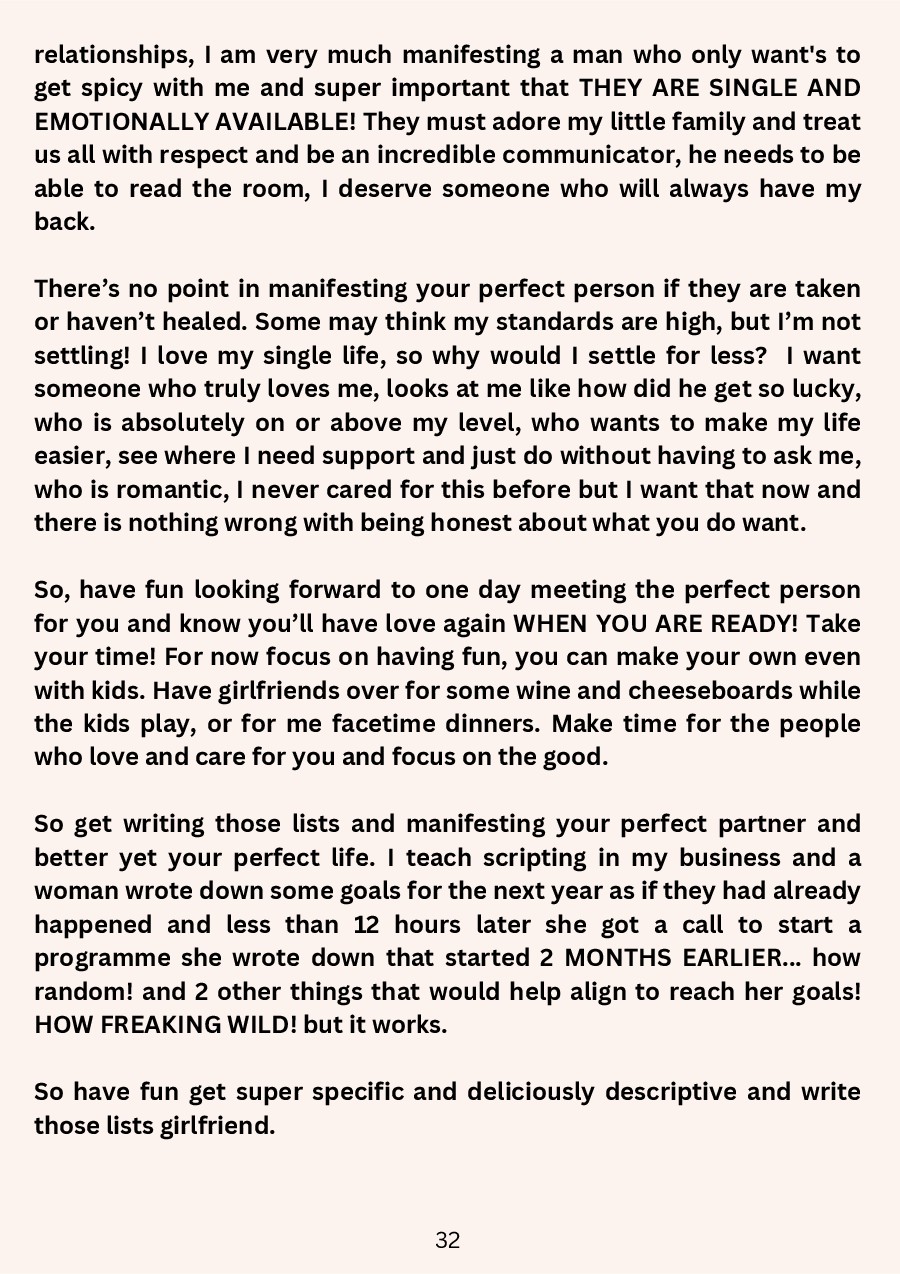 relationships, I am very much manifesting a man who only want's to
get spicy with me and super important that THEY ARE SINGLE AND
EMOTIONALLY AVAILABLE! They must adore my little family and treat
us all with respect and be an incredible communicator, he needs to be
able to read the room, I deserve someone who will always have my
back.
There’s no point in manifesting your perfect person if they are taken
or haven’t healed. Some may think my standards are high, but I’m not
settling! I love my single life, so why would I settle for less?  I want
someone who truly loves me, looks at me like how did he get so lucky,
who is absolutely on or above my level, who wants to make my life
easier, see where I need support and just do without having to ask me,
who is romantic, I never cared for this before but I want that now and
there is nothing wrong with being honest about what you do want.
So, have fun looking forward to one day meeting the perfect person
for you and know you’ll have love again WHEN YOU ARE READY! Take
your time! For now focus on having fun, you can make your own even
with kids. Have girlfriends over for some wine and cheeseboards while
the kids play, or for me facetime dinners. Make time for the people
who love and care for you and focus on the good.
So get writing those lists and manifesting your perfect partner and
better yet your perfect life. I teach scripting in my business and a
woman wrote down some goals for the next year as if they had already
happened and less than 12 hours later she got a call to start a
programme she wrote down that started 2 MONTHS EARLIER... how
random! and 2 other things that would help align to reach her goals!
HOW FREAKING WILD! but it works.
So have fun get super specific and deliciously descriptive and write
those lists girlfriend.
32